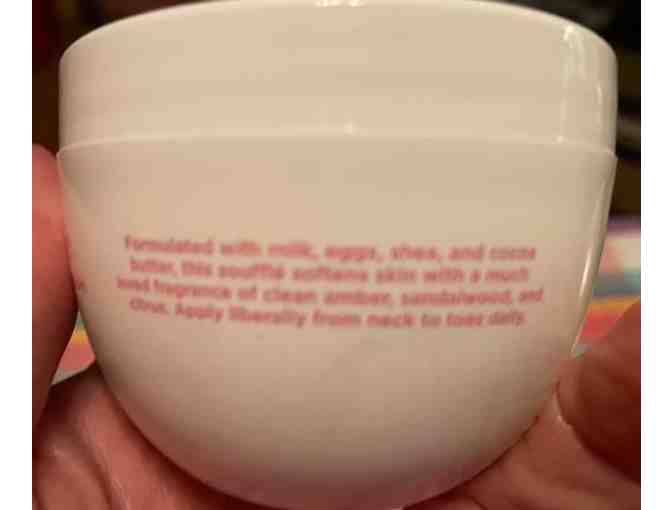 Formulated with milk, eggs, shea, and cocoa
butter, this soufflé softens skin with a much
loved fragrance of clean amber, sandalwood, and
citrus. Apply liberally from neck to toes daily.